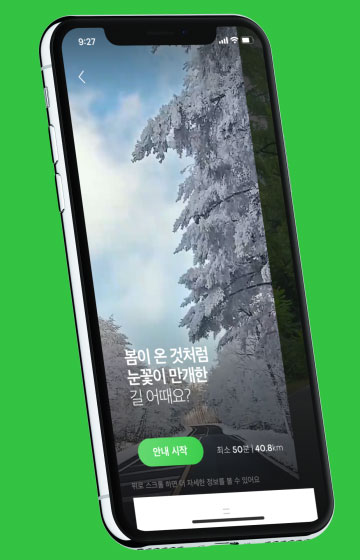 9:27
봄이 온 것처럼
눈꽃이 만개한
길 어때요?
안내 시작
최소 50분 | 40.8km
위로 스크롤 하면 더 자세한 정보를 볼 수 있어요